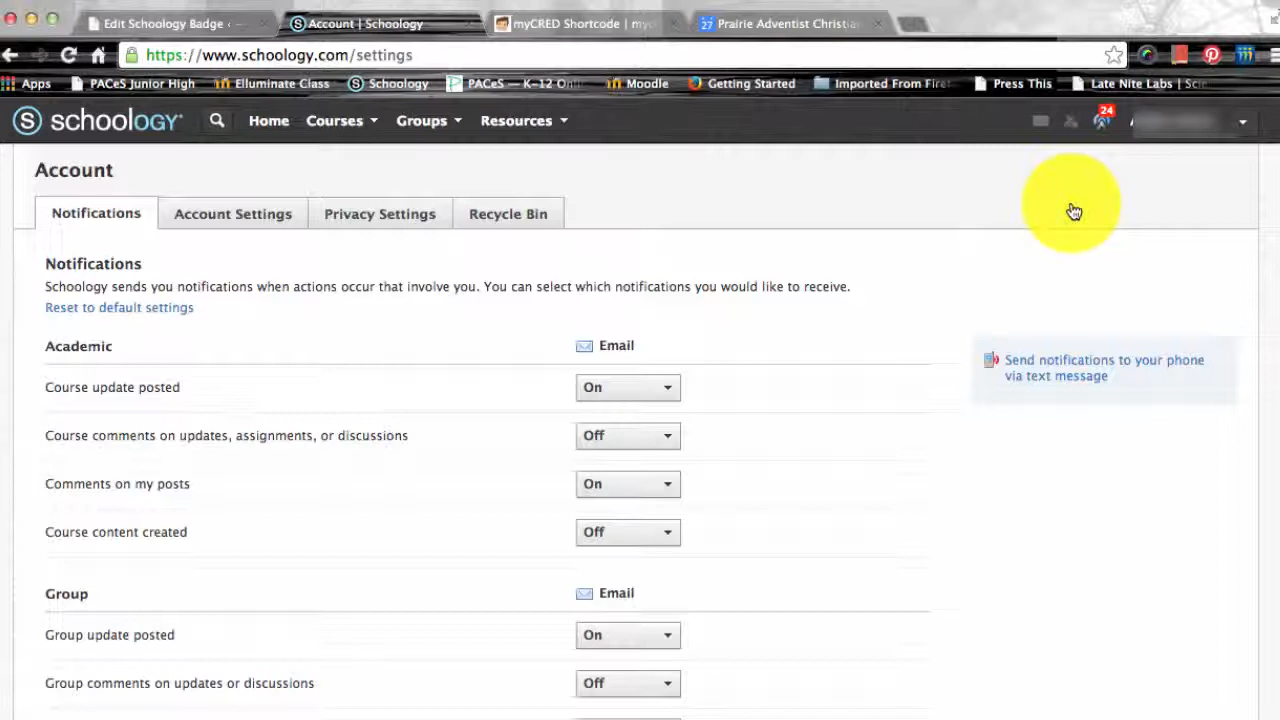 Edit Schoology Badge ‹ Account | Schoology myCRED Shortcode | Prairie Adventist Christian
https://www.schoology.com/settings
Apps PACeS Junior High Elluminate Class Schoology PACeS — K-12 Moodle Getting Started Imported From Press This Late Nite Labs |
S schoology Home Courses Groups Resources 24
Account
Notifications Account Settings Privacy Settings Recycle Bin
Notifications
Schoology sends you notifications when actions occur that involve you. You can select which notifications you would like to receive.
Reset to default settings
Academic Email
Send notifications to your phone
via text message
Course update posted On
Course comments on updates, assignments, or discussions Off
Comments on my posts On
Course content created Off
Group Email
Group update posted On
Group comments on updates or discussions Off